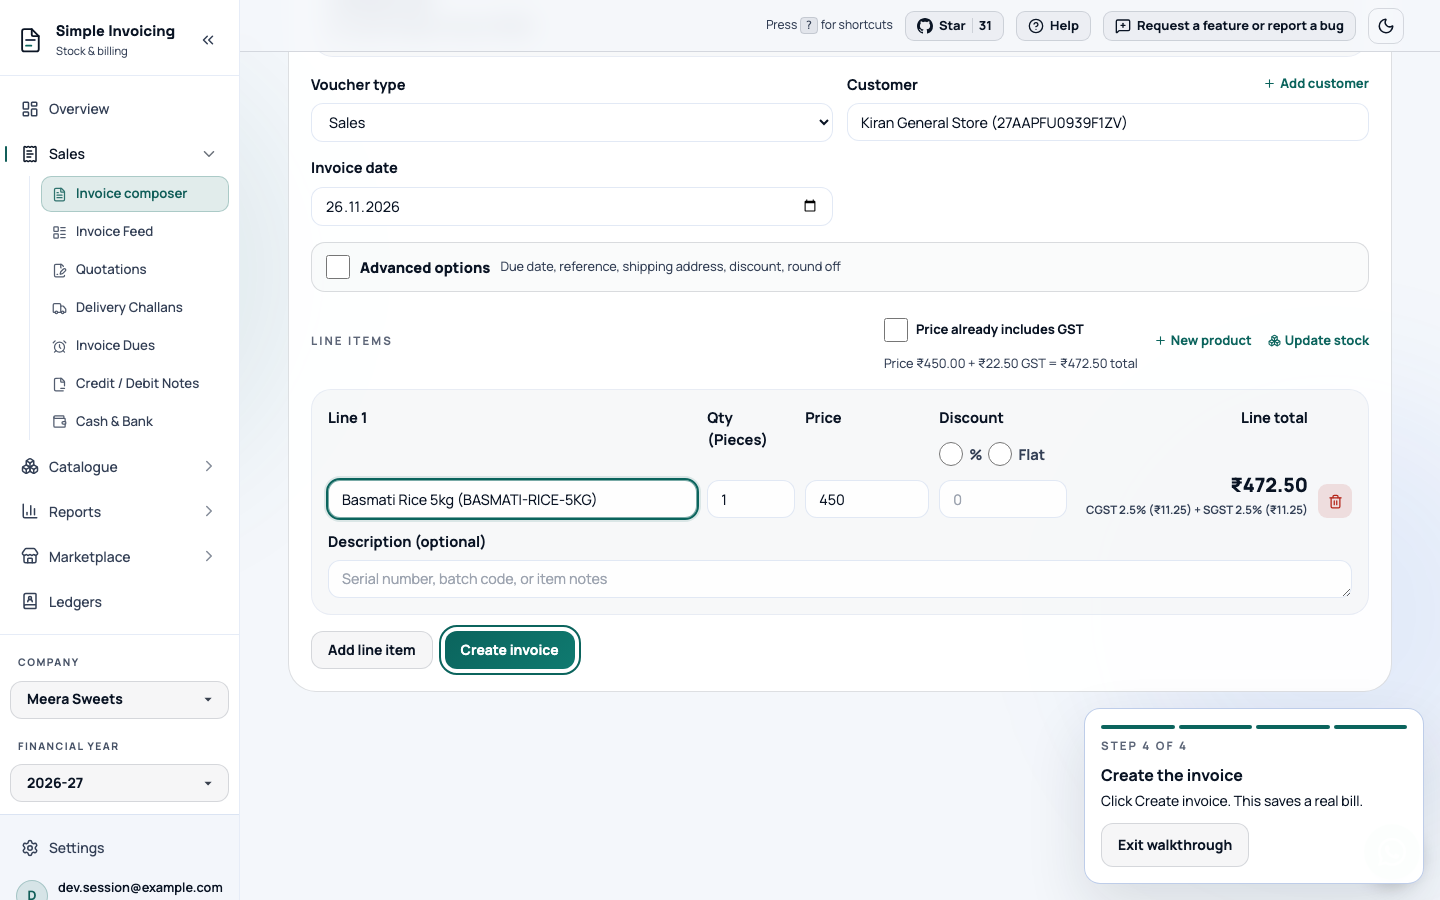 Simple Invoicing
Stock & billing
Press ? for shortcuts
Star 31
Help
Request a feature or report a bug
Overview
Sales
Invoice composer
Invoice Feed
Quotations
Delivery Challans
Invoice Dues
Credit / Debit Notes
Cash & Bank
Catalogue
Reports
Marketplace
Ledgers
COMPANY
Meera Sweets
FINANCIAL YEAR
2026-27
Settings
D
dev.session@example.com
Voucher type
Sales
Customer
+ Add customer
Kiran General Store (27AAPFU0939F1ZV)
Invoice date
26.11.2026
Advanced options Due date, reference, shipping address, discount, round off
LINE ITEMS
Price already includes GST
Price ₹450.00 + ₹22.50 GST = ₹472.50 total
+ New product
Update stock
Line 1
Qty (Pieces)
Price
Discount
% Flat
Line total
Basmati Rice 5kg (BASMATI-RICE-5KG)
1
450
0
₹472.50
CGST 2.5% (₹11.25) + SGST 2.5% (₹11.25)
Description (optional)
Serial number, batch code, or item notes
Add line item
Create invoice
STEP 4 OF 4
Create the invoice
Click Create invoice. This saves a real bill.
Exit walkthrough